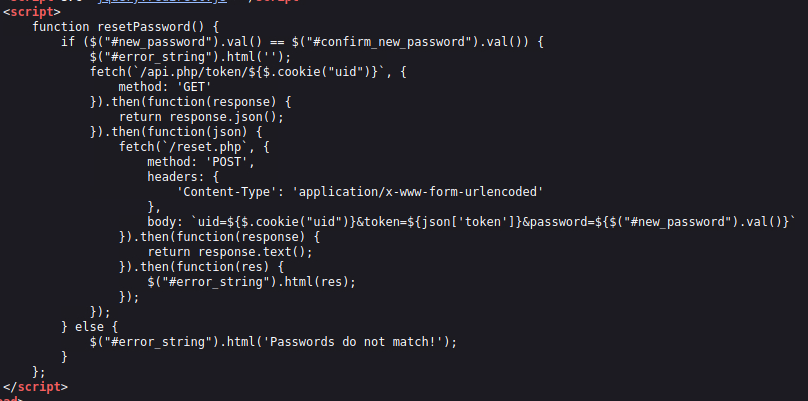 <script>
    function resetPassword() {
        if ($("#new_password").val() == $("#confirm_new_password").val()) {
            $("#error_string").html('');
            fetch(`/api.php/token/${$.cookie("uid")}`, {
                method: 'GET'
            }).then(function(response) {
                return response.json();
            }).then(function(json) {
                fetch(`/reset.php`, {
                    method: 'POST',
                    headers: {
                        'Content-Type': 'application/x-www-form-urlencoded'
                    },
                    body: `uid=${$.cookie("uid")}&token=${json['token']}&password=${$("#new_password").val()}`
                }).then(function(response) {
                    return response.text();
                }).then(function(res) {
                    $("#error_string").html(res);
                });
            });
        } else {
            $("#error_string").html('Passwords do not match!');
        }
    };
</script>